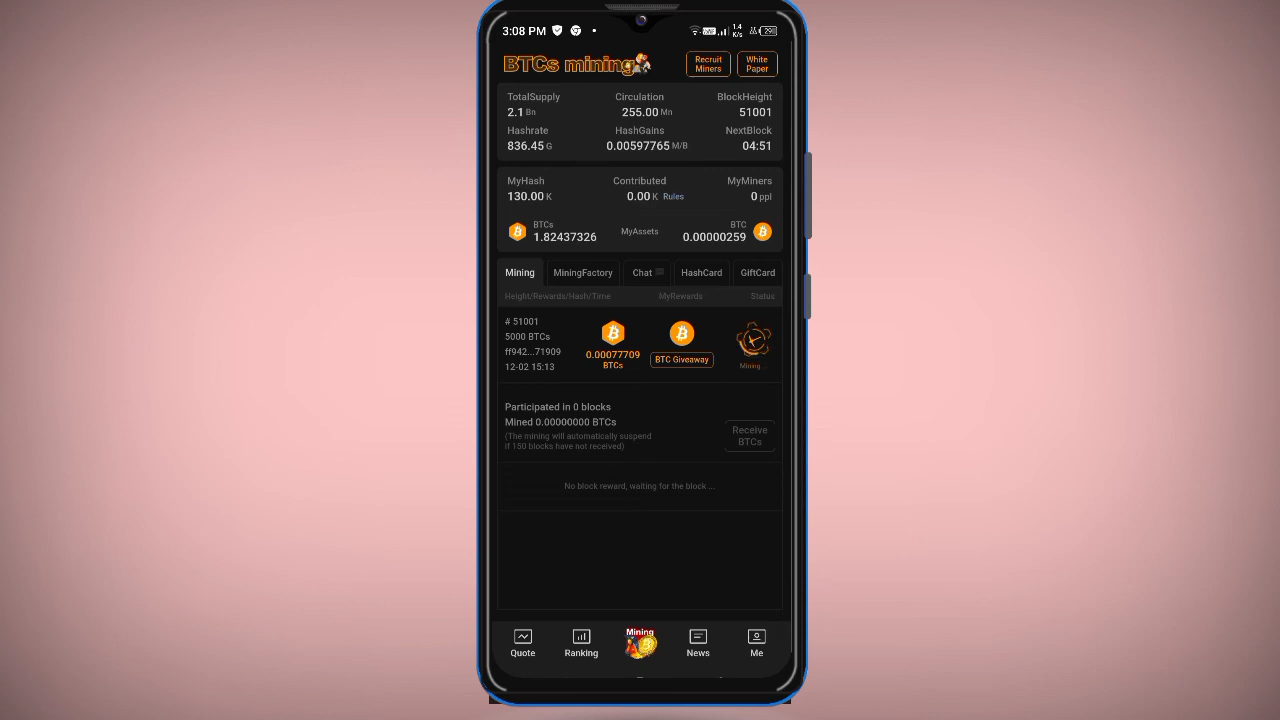 3:08 PM
1.4 K/s
29
BTCs mining
Recruit Miners
White Paper
TotalSupply Circulation BlockHeight
2.1 Bn 255.00 Mn 51001
Hashrate HashGains NextBlock
836.45 G 0.00597765 M/B 04:51
MyHash Contributed MyMiners
130.00 K 0.00 K Rules 0 ppl
BTCs MyAssets BTC
1.82437326 0.00000259
Mining MiningFactory Chat HashCard GiftCard
Height/Rewards/Hash/Time MyRewards Status
# 51001
5000 BTCs
ff942...71909
12-02 15:13
0.00077709
BTCs
BTC Giveaway
Mining...
Participated in 0 blocks
Mined 0.00000000 BTCs
(The mining will automatically suspend
if 150 blocks have not received)
Receive
BTCs
No block reward, waiting for the block ...
Mining
Quote Ranking News Me